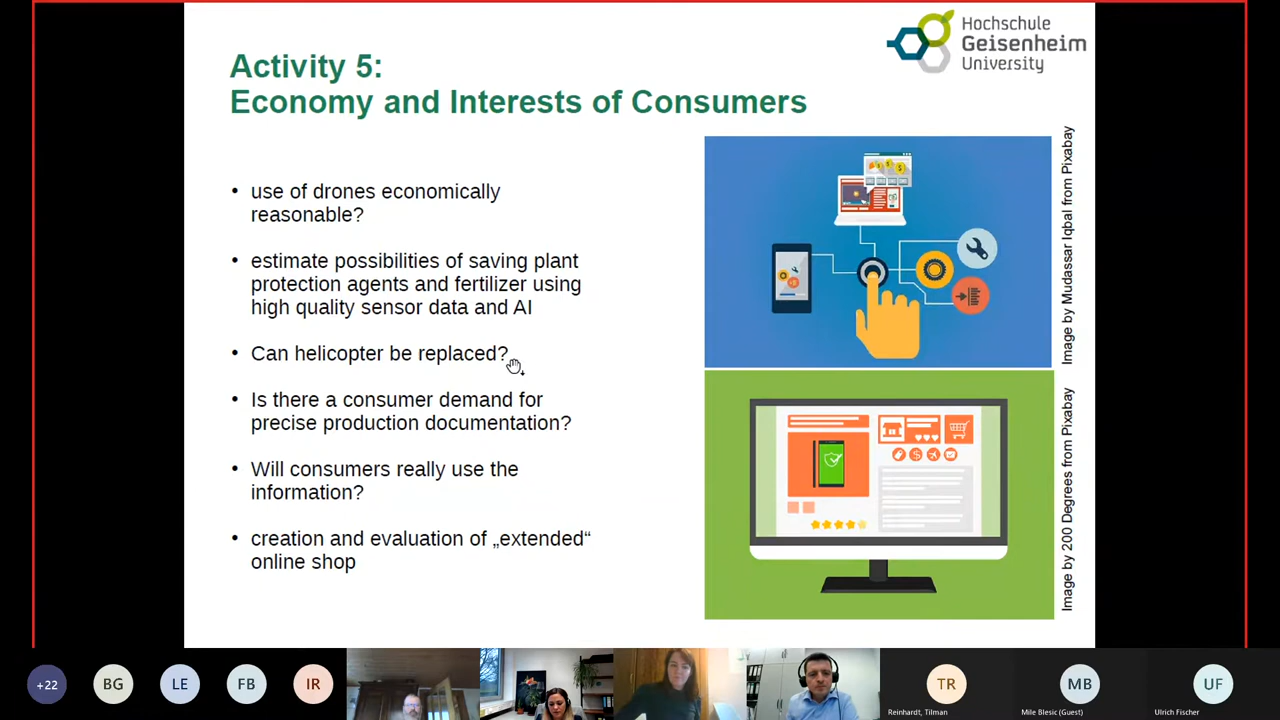 Hochschule
Geisenheim
University
Activity 5:
Economy and Interests of Consumers
• use of drones economically
reasonable?
• estimate possibilities of saving plant
protection agents and fertilizer using
high quality sensor data and AI
• Can helicopter be replaced?
• Is there a consumer demand for
precise production documentation?
• Will consumers really use the
information?
• creation and evaluation of „extended“
online shop
Image by Mudassar Iqbal from Pixabay
Image by 200 Degrees from Pixabay
+22
BG
LE
FB
IR
TR
Reinhardt, Tilman
MB
Mile Blesic (Guest)
UF
Ulrich Fischer